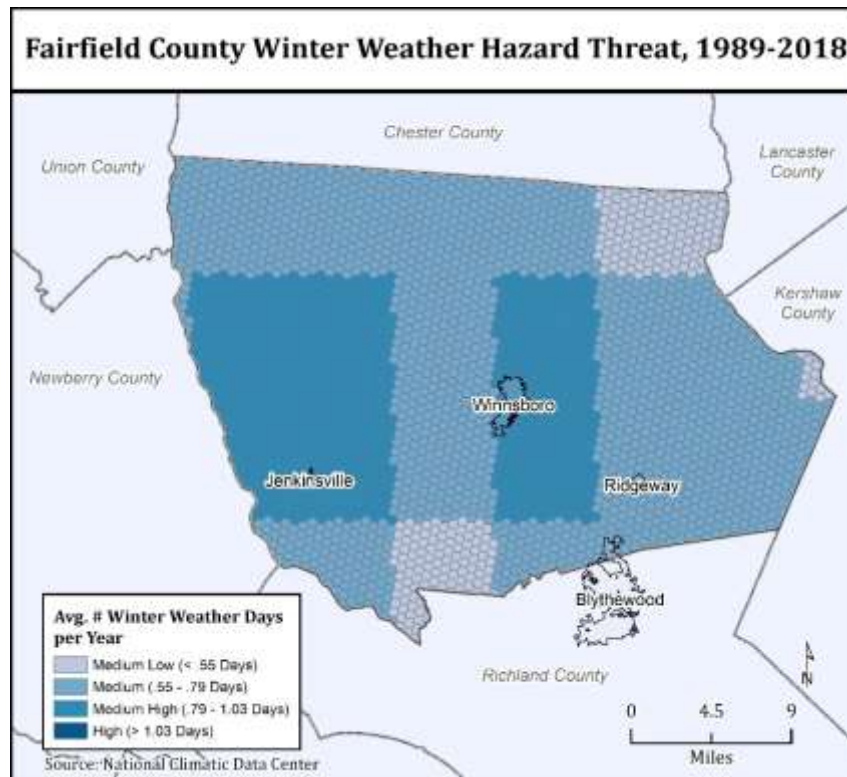 Fairfield County Winter Weather Hazard Threat, 1989-2018
Chester County
Union County
Lancaster
County
Kershaw
County
Newberry County
Winnsboro
Jenkinsville
Ridgeway
Blythewood
Richland County
Avg. # Winter Weather Days
per Year
Medium Low (< .55 Days)
Medium (.55 - .79 Days)
Medium High (.79 - 1.03 Days)
High (> 1.03 Days)
N
0 4.5 9
Miles
Source: National Climatic Data Center